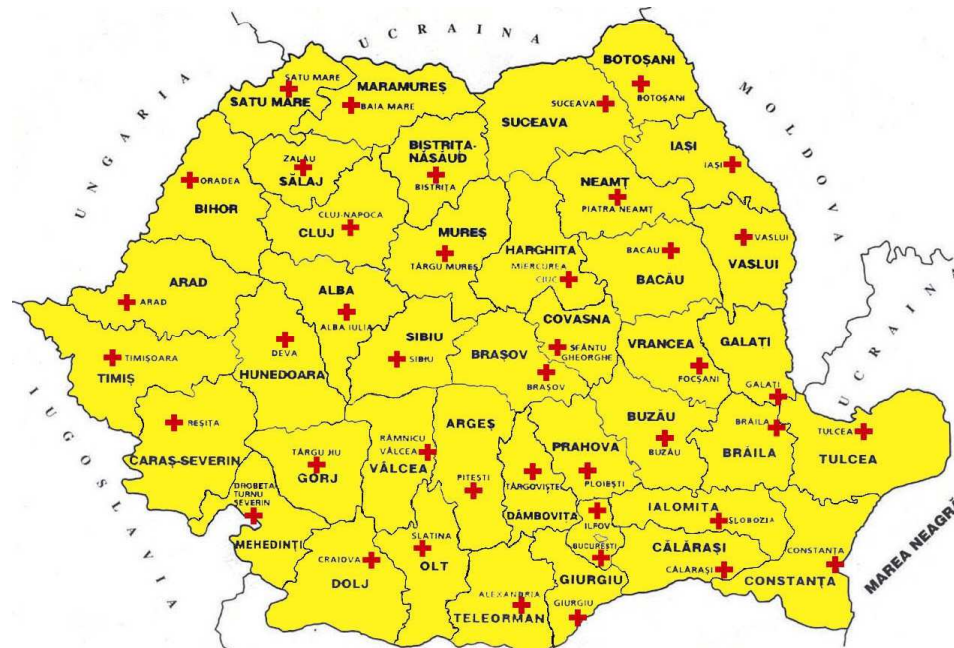 UCRAINA
UNGARIA
MOLDOVA
UCRAINA
IUGOSLAVIA
MAREA NEAGRĂ
BOTOȘANI
BOTOȘANI
SATU MARE
SATU MARE
MARAMUREȘ
BAIA MARE
SUCEAVA
SUCEAVA
IAȘI
IAȘI
BISTRIȚA-
NĂSĂUD
BISTRIȚA
ZALĂU
SĂLAJ
ORADEA
BIHOR
NEAMȚ
PIATRA NEAMȚ
CLUJ-NAPOCA
CLUJ
MUREȘ
TÂRGU MUREȘ
HARGHITA
MIERCUREA
CIUC
BACĂU
BACĂU
VASLUI
VASLUI
ARAD
ARAD
ALBA
ALBA IULIA
TIMIȘOARA
TIMIȘ
DEVA
HUNEDOARA
SIBIU
SIBIU
BRAȘOV
BRAȘOV
COVASNA
SFÂNTU
GHEORGHE
VRANCEA
FOCȘANI
GALAȚI
GALAȚI
REȘIȚA
CARAȘ-SEVERIN
TÂRGU JIU
GORJ
RÂMNICU
VÂLCEA
VÂLCEA
ARGEȘ
PITEȘTI
TÂRGOVIȘTE
DÂMBOVIȚA
PRAHOVA
PLOIEȘTI
BUZĂU
BUZĂU
BRĂILA
BRĂILA
TULCEA
TULCEA
DROBETA
TURNU
SEVERIN
MEHEDINȚI
CRAIOVA
DOLJ
SLATINA
OLT
ALEXANDRIA
TELEORMAN
ILFOV
BUCUREȘTI
GIURGIU
GIURGIU
IALOMIȚA
SLOBOZIA
CĂLĂRAȘI
CĂLĂRAȘI
CONSTANȚA
CONSTANȚA